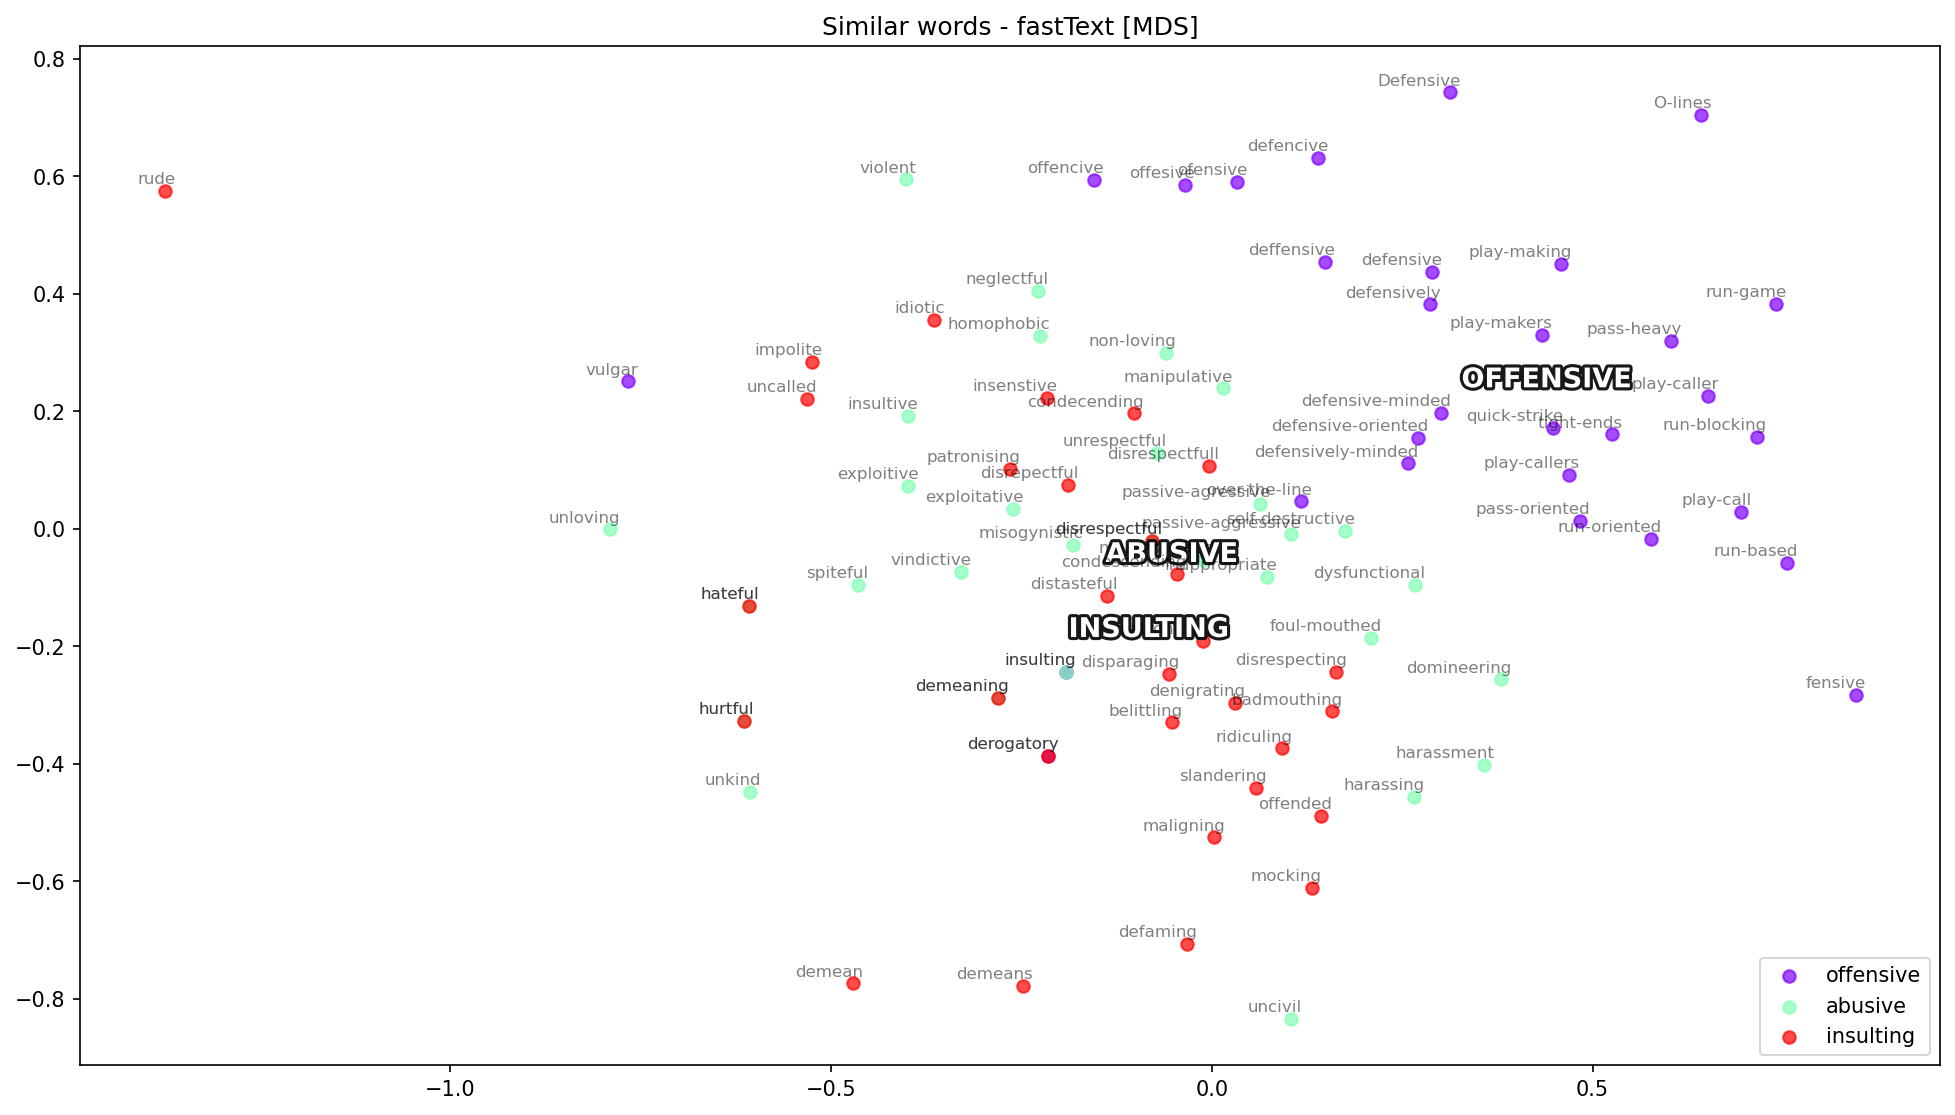 Similar words - fastText [MDS]
0.8
Defensive
O-lines
defencive
0.6
rude
violent
offencive
offesive
ofensive
deffensive
defensive
play-making
0.4
neglectful
defensively
run-game
idiotic
homophobic
play-makers
pass-heavy
impolite
non-loving
vulgar
manipulative
OFFENSIVE
uncalled
insenstive
play-caller
0.2
insultive
condecending
defensive-minded
quick-strike
tight-ends
defensive-oriented
run-blocking
unrespectful
disrespectfull
defensively-minded
patronising
disrepectful
play-callers
exploitive
exploitative
passive-agressive
over-the-line
play-call
0.0
unloving
pass-oriented
passive-aggressive
self-destructive
misogynistic
disrespectful
run-oriented
ABUSIVE
run-based
vindictive
condescending
inappropriate
spiteful
distasteful
dysfunctional
hateful
−0.2
INSULTING
foul-mouthed
insulting
disparaging
disrespecting
domineering
demeaning
denigrating
badmouthing
fensive
hurtful
belittling
ridiculing
−0.4
derogatory
harassment
unkind
slandering
harassing
offended
maligning
−0.6
mocking
defaming
−0.8
demean
demeans
uncivil
offensive
abusive
insulting
−1.0
−0.5
0.0
0.5